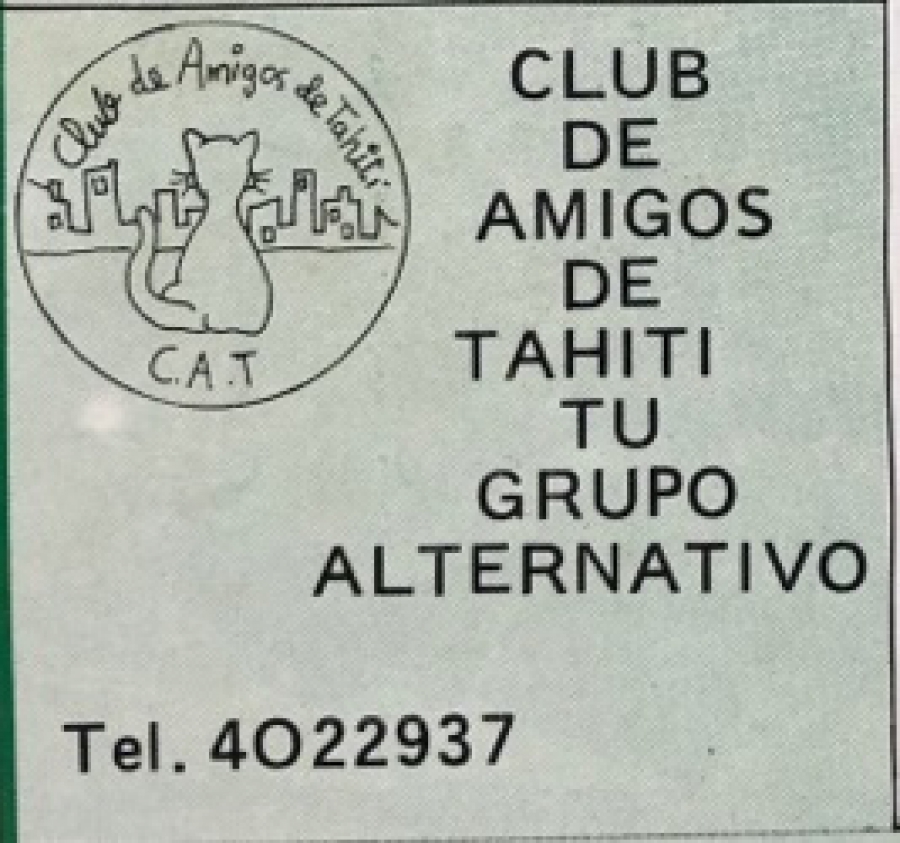 Club de Amigos de Tahiti
C.A.T
CLUB
DE
AMIGOS
DE
TAHITI
TU
GRUPO
ALTERNATIVO
Tel. 4022937